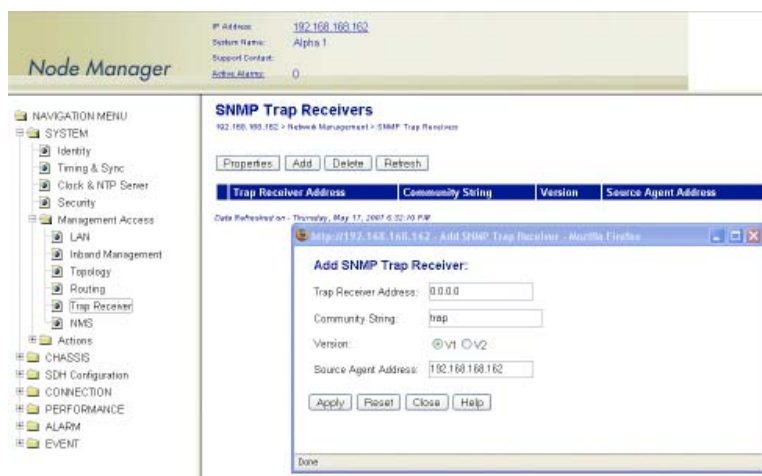 Node Manager
IP Address: 192.168.168.162
System Name: Alpha 1
Support Contact:
Active Alarms: 0
NAVIGATION MENU
SYSTEM
Identity
Timing & Sync
Clock & NTP Server
Security
Management Access
LAN
Inband Management
Topology
Routing
Trap Receiver
NMS
Actions
CHASSIS
SDH Configuration
CONNECTION
PERFORMANCE
ALARM
EVENT
SNMP Trap Receivers
192.168.168.162 > Network Management > SNMP Trap Receivers
Properties Add Delete Refresh
Trap Receiver Address Community String Version Source Agent Address
Data Refreshed on - Thursday, May 17, 2007 6:32:10 PM
http://192.168.168.162 - Add SNMP Trap Receiver - Mozilla Firefox
Add SNMP Trap Receiver:
Trap Receiver Address: 0.0.0.0
Community String: trap
Version: V1 V2
Source Agent Address: 192.168.168.162
Apply Reset Close Help
Done